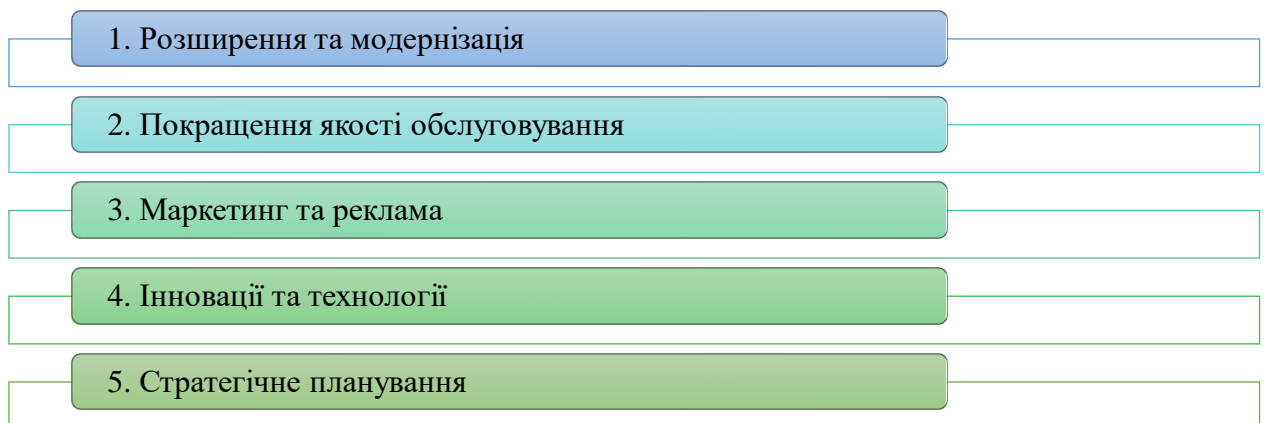 1. Розширення та модернізація
2. Покращення якості обслуговування
3. Маркетинг та реклама
4. Інновації та технології
5. Стратегічне планування